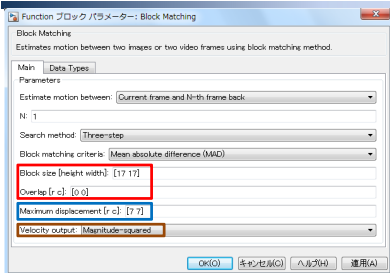 Function ブロック パラメーター: Block Matching
Block Matching
Estimates motion between two images or two video frames using block matching method.
Main Data Types
Parameters
Estimate motion between: Current frame and N-th frame back
N: 1
Search method: Three-step
Block matching criteria: Mean absolute difference (MAD)
Block size [height width]: [17 17]
Overlap [r c]: [0 0]
Maximum displacement [r c]: [7 7]
Velocity output: Magnitude-squared
OK(O) キャンセル(C) ヘルプ(H) 適用(A)